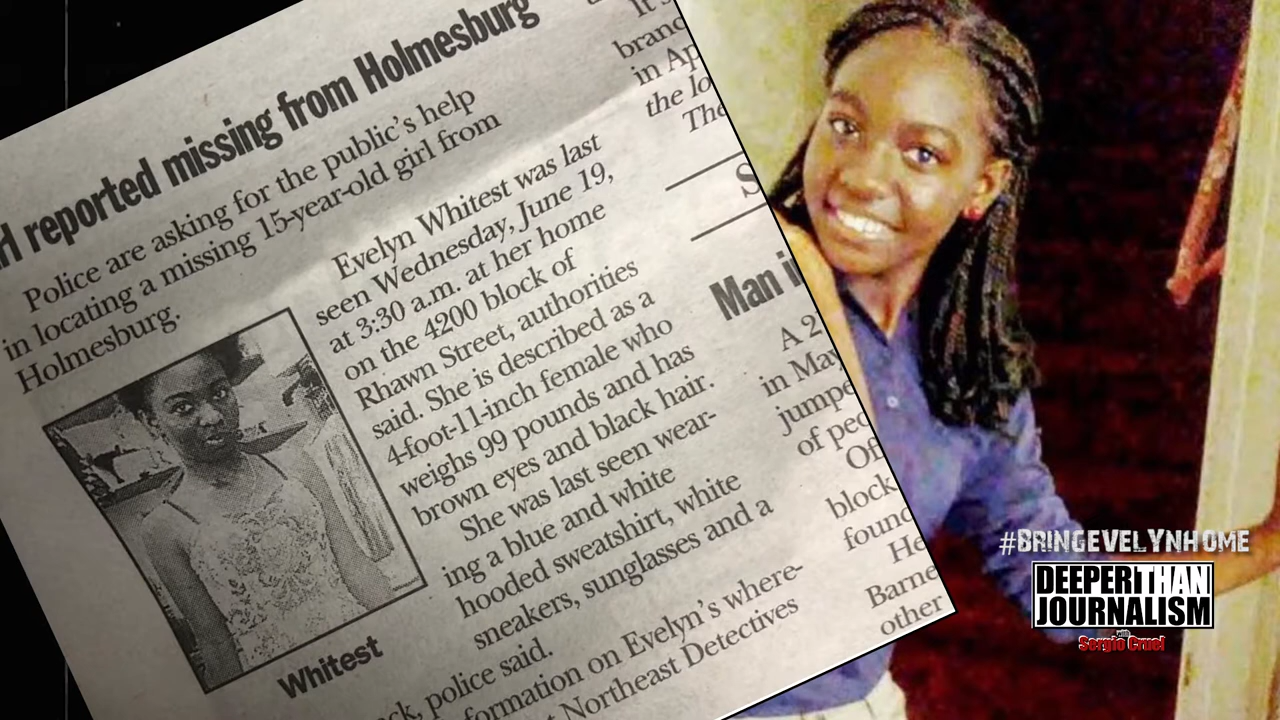 reported missing from Holmesburg
Police are asking for the public's help
in locating a missing 15-year-old girl from
Holmesburg.
Evelyn Whitest was last
seen Wednesday, June 19,
at 3:30 a.m. at her home
on the 4200 block of
Rhawn Street, authorities
said. She is described as a
4-foot-11-inch female who
weighs 99 pounds and has
brown eyes and black hair.
She was last seen wear-
ing a blue and white
hooded sweatshirt, white
sneakers, sunglasses and a
police said.
on Evelyn's where-
Northeast Detectives
Whitest
It's
in Ap
the lo
The
S
Man i
A 2
in May
jumpe
of pec
Of
block
found
He
Barne
other
#BRINGEVELYNHOME
DEEPER THAN
JOURNALISM
with
Sergio Cruel